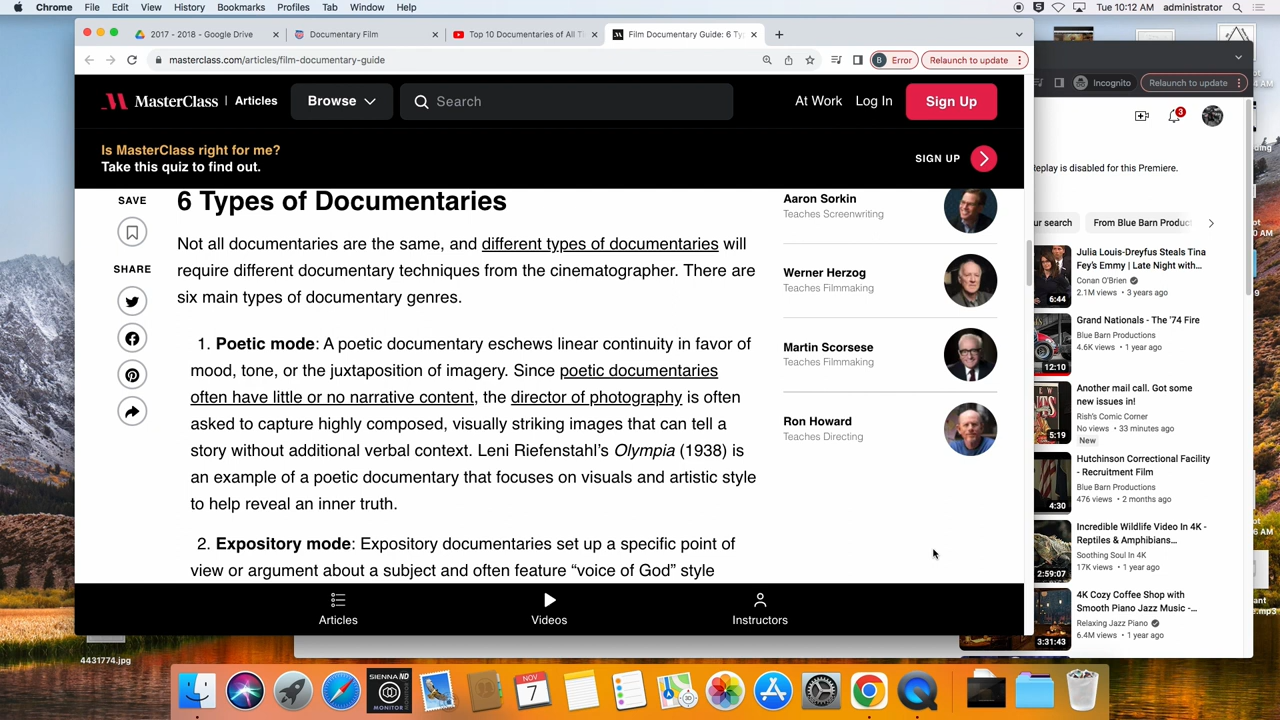 Chrome File Edit View History Bookmarks Profiles Tab Window Help
Tue 10:12 AM administrator
2017 - 2018 - Google Drive
Documentary Film
Top 10 Documentaries of All Ti
Film Documentary Guide: 6 Ty
masterclass.com/articles/film-documentary-guide
B Error
Relaunch to update
Incognito
Relaunch to update
MasterClass | Articles
Browse
Search
At Work
Log In
Sign Up
Is MasterClass right for me?
Take this quiz to find out.
SIGN UP
SAVE
SHARE
6 Types of Documentaries
Not all documentaries are the same, and different types of documentaries will
require different documentary techniques from the cinematographer. There are
six main types of documentary genres.
1. Poetic mode: A poetic documentary eschews linear continuity in favor of
mood, tone, or the juxtaposition of imagery. Since poetic documentaries
often have little or no narrative content, the director of photography is often
asked to capture highly composed, visually striking images that can tell a
story without additional verbal context. Leni Riefenstahl’s Olympia (1938) is
an example of a poetic documentary that focuses on visuals and artistic style
to help reveal an inner truth.
2. Expository mode: Expository documentaries set up a specific point of
view or argument about a subject and often feature “voice of God” style
Aaron Sorkin
Teaches Screenwriting
Werner Herzog
Teaches Filmmaking
Martin Scorsese
Teaches Filmmaking
Ron Howard
Teaches Directing
Articles
Videos
Instructors
3
eplay is disabled for this Premiere.
ur search
From Blue Barn Produc
Julia Louis-Dreyfus Steals Tina
Fey's Emmy | Late Night with...
Conan O'Brien
2.1M views • 3 years ago
6:44
Grand Nationals - The '74 Fire
Blue Barn Productions
4.6K views • 1 year ago
12:10
Another mail call. Got some
new issues in!
Rish's Comic Corner
No views • 33 minutes ago
New
5:19
Hutchinson Correctional Facility
- Recruitment Film
Blue Barn Productions
476 views • 2 months ago
4:30
Incredible Wildlife Video In 4K -
Reptiles & Amphibians...
Soothing Soul In 4K
17K views • 1 year ago
2:59:07
4K Cozy Coffee Shop with
Smooth Piano Jazz Music -...
Relaxing Jazz Piano
6.4M views • 1 year ago
3:31:43
4431774.jpg
SIENNA ND
MONITOR
NOV
7